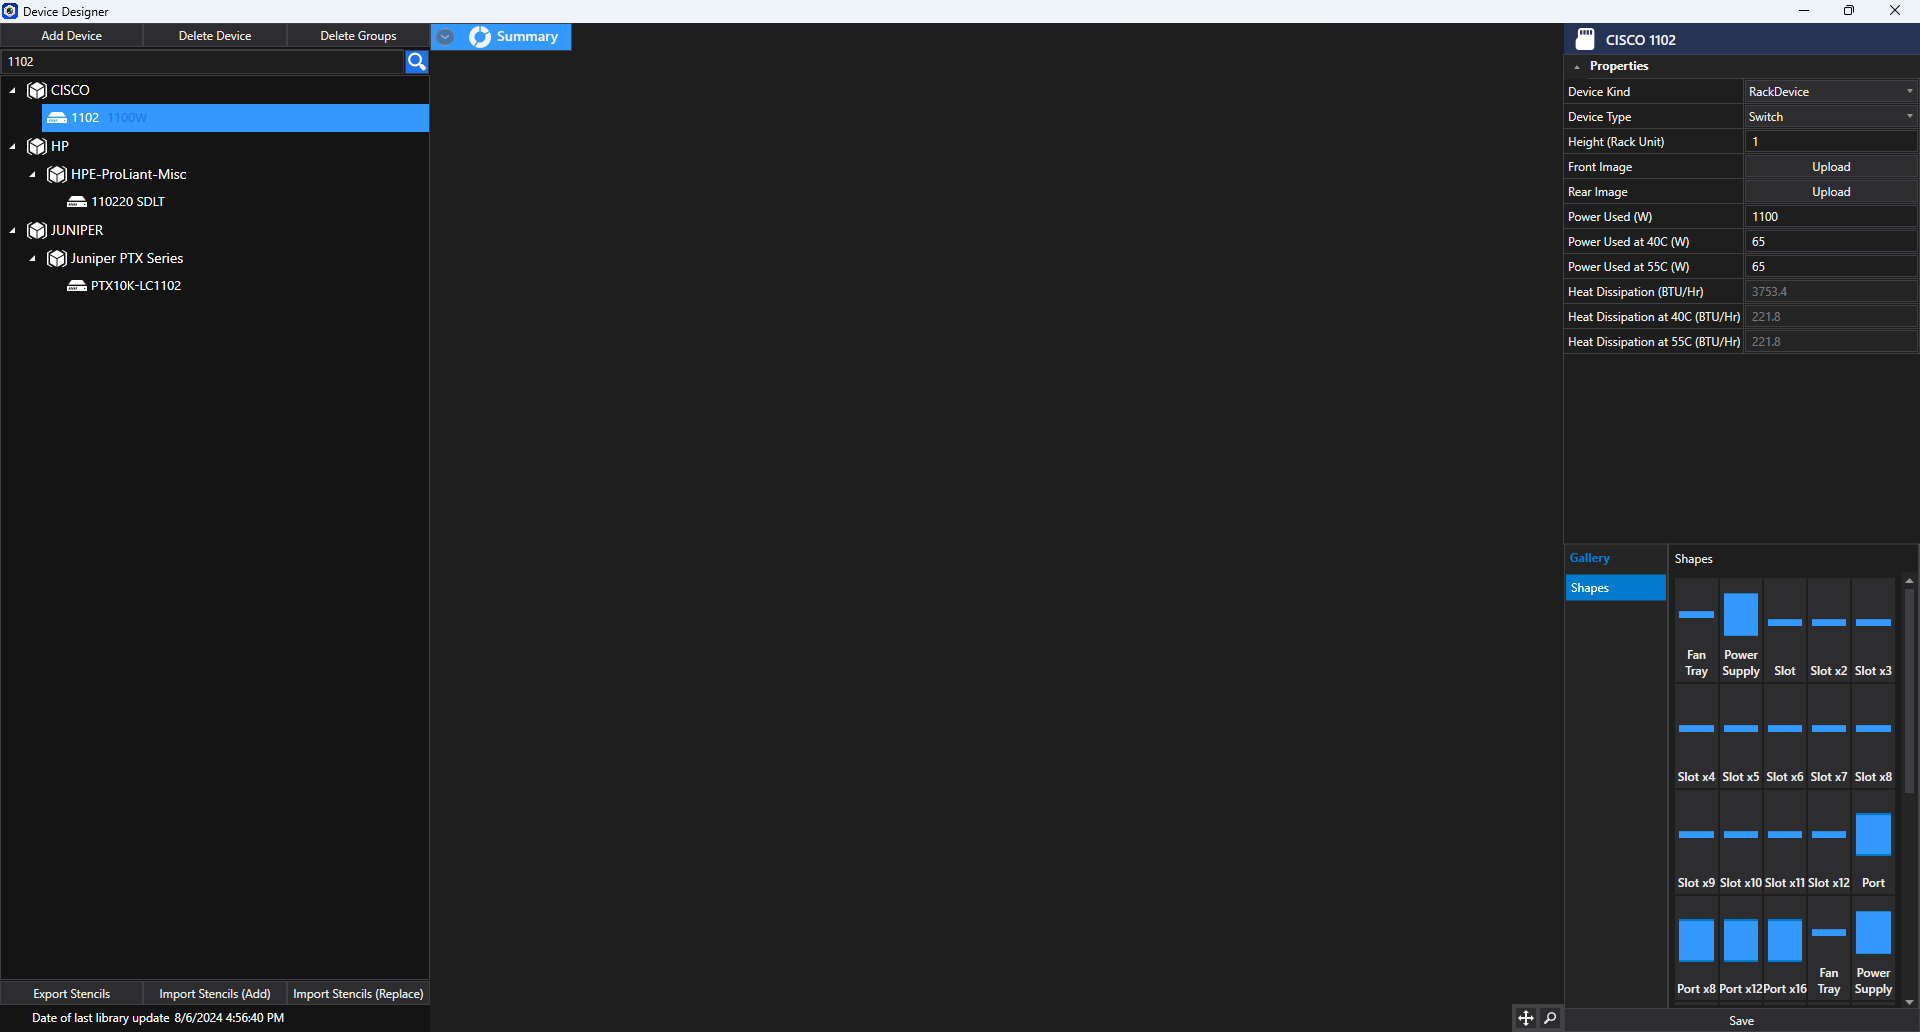 Device Designer
Add Device
Delete Device
Delete Groups
Summary
CISCO 1102
1102
Properties
CISCO
1102 1100W
HP
HPE-ProLiant-Misc
110220 SDLT
JUNIPER
Juniper PTX Series
PTX10K-LC1102
Device Kind RackDevice
Device Type Switch
Height (Rack Unit) 1
Front Image Upload
Rear Image Upload
Power Used (W) 1100
Power Used at 40C (W) 65
Power Used at 55C (W) 65
Heat Dissipation (BTU/Hr) 3753.4
Heat Dissipation at 40C (BTU/Hr) 221.8
Heat Dissipation at 55C (BTU/Hr) 221.8
Gallery
Shapes
Shapes
Fan Tray
Power Supply
Slot
Slot x2
Slot x3
Slot x4
Slot x5
Slot x6
Slot x7
Slot x8
Slot x9
Slot x10
Slot x11
Slot x12
Port
Port x8
Port x12
Port x16
Fan Tray
Power Supply
Export Stencils
Import Stencils (Add)
Import Stencils (Replace)
Date of last library update 8/6/2024 4:56:40 PM
Save